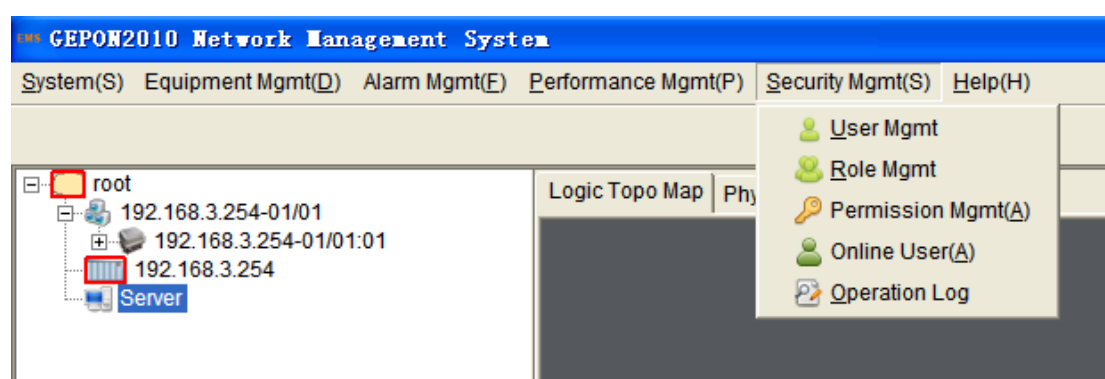 EMS GEPON2010 Network Management System
System(S) Equipment Mgmt(D) Alarm Mgmt(F) Performance Mgmt(P) Security Mgmt(S) Help(H)
User Mgmt
Role Mgmt
Permission Mgmt(A)
Online User(A)
Operation Log
root
192.168.3.254-01/01
192.168.3.254-01/01:01
192.168.3.254
Server
Logic Topo Map Phy